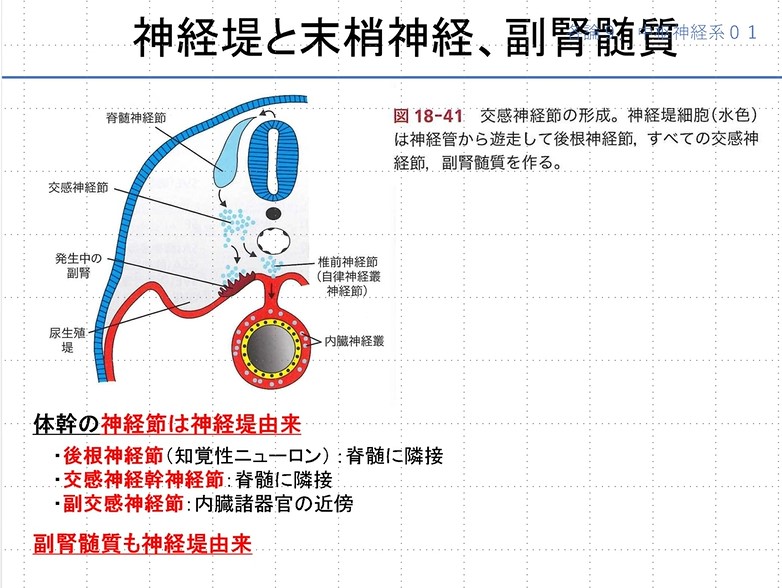 神経堤と末梢神経、副腎髄質
神経系０１
図 18-41 交感神経節の形成。神経堤細胞（水色）
は神経管から遊走して後根神経節，すべての交感神
経節，副腎髄質を作る。
脊髄神経節
交感神経節
発生中の
副腎
尿生殖
堤
椎前神経節
（自律神経叢
神経節）
内臓神経叢
体幹の神経節は神経堤由来
・後根神経節（知覚性ニューロン）：脊髄に隣接
・交感神経幹神経節：脊髄に隣接
・副交感神経節：内臓諸器官の近傍
副腎髄質も神経堤由来